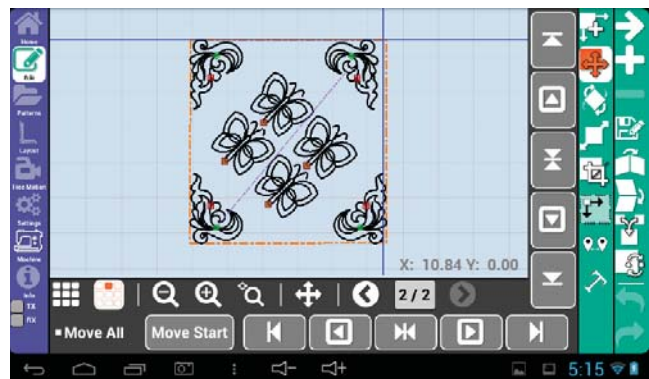 Home
Edit
Patterns
Layout
Free Motion
Settings
Machine
Info
TX
RX
X: 10.84 Y: 0.00
2/2
Move All
Move Start
5:15